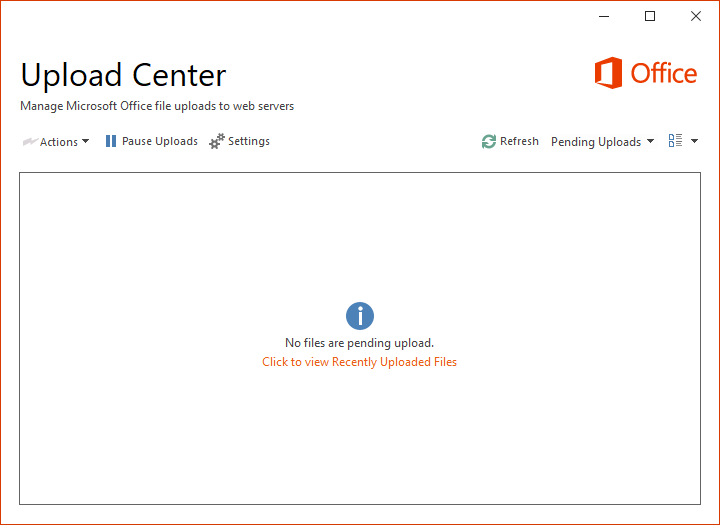 Upload Center
Office
Manage Microsoft Office file uploads to web servers
Actions Pause Uploads Settings Refresh Pending Uploads
No files are pending upload.
Click to view Recently Uploaded Files